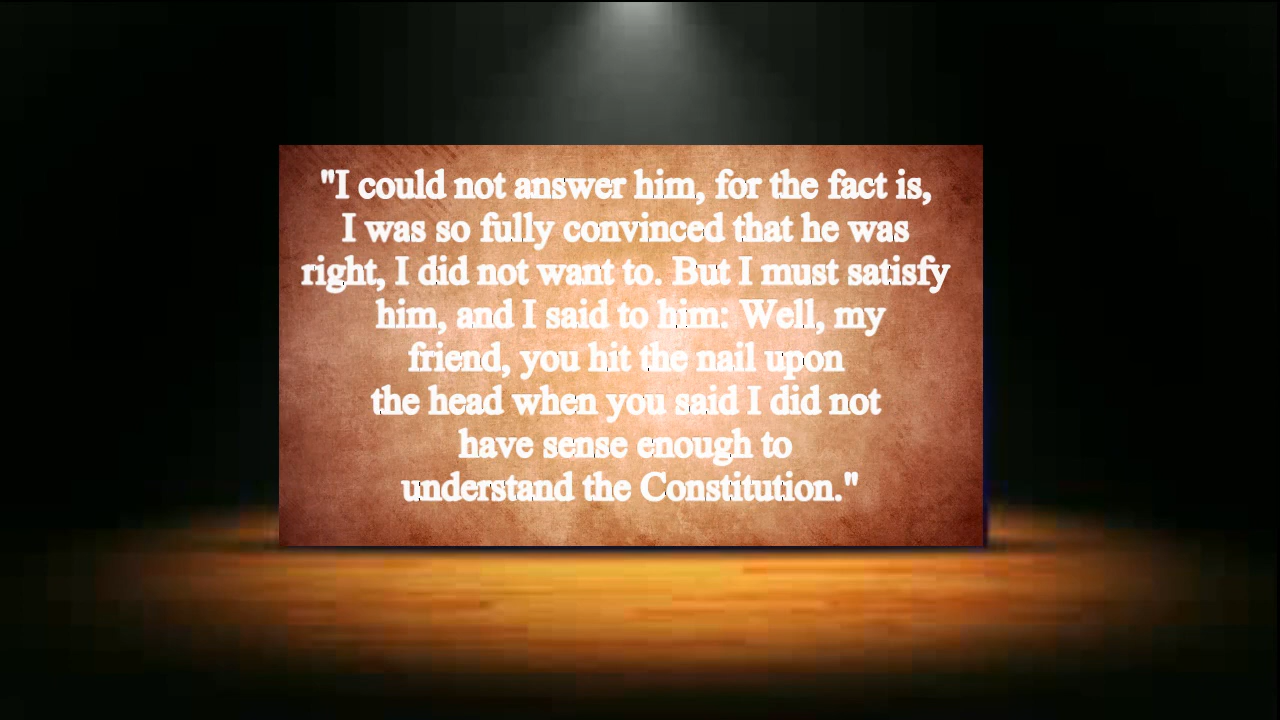 "I could not answer him, for the fact is,
I was so fully convinced that he was
right, I did not want to. But I must satisfy
him, and I said to him: Well, my
friend, you hit the nail upon
the head when you said I did not
have sense enough to
understand the Constitution."